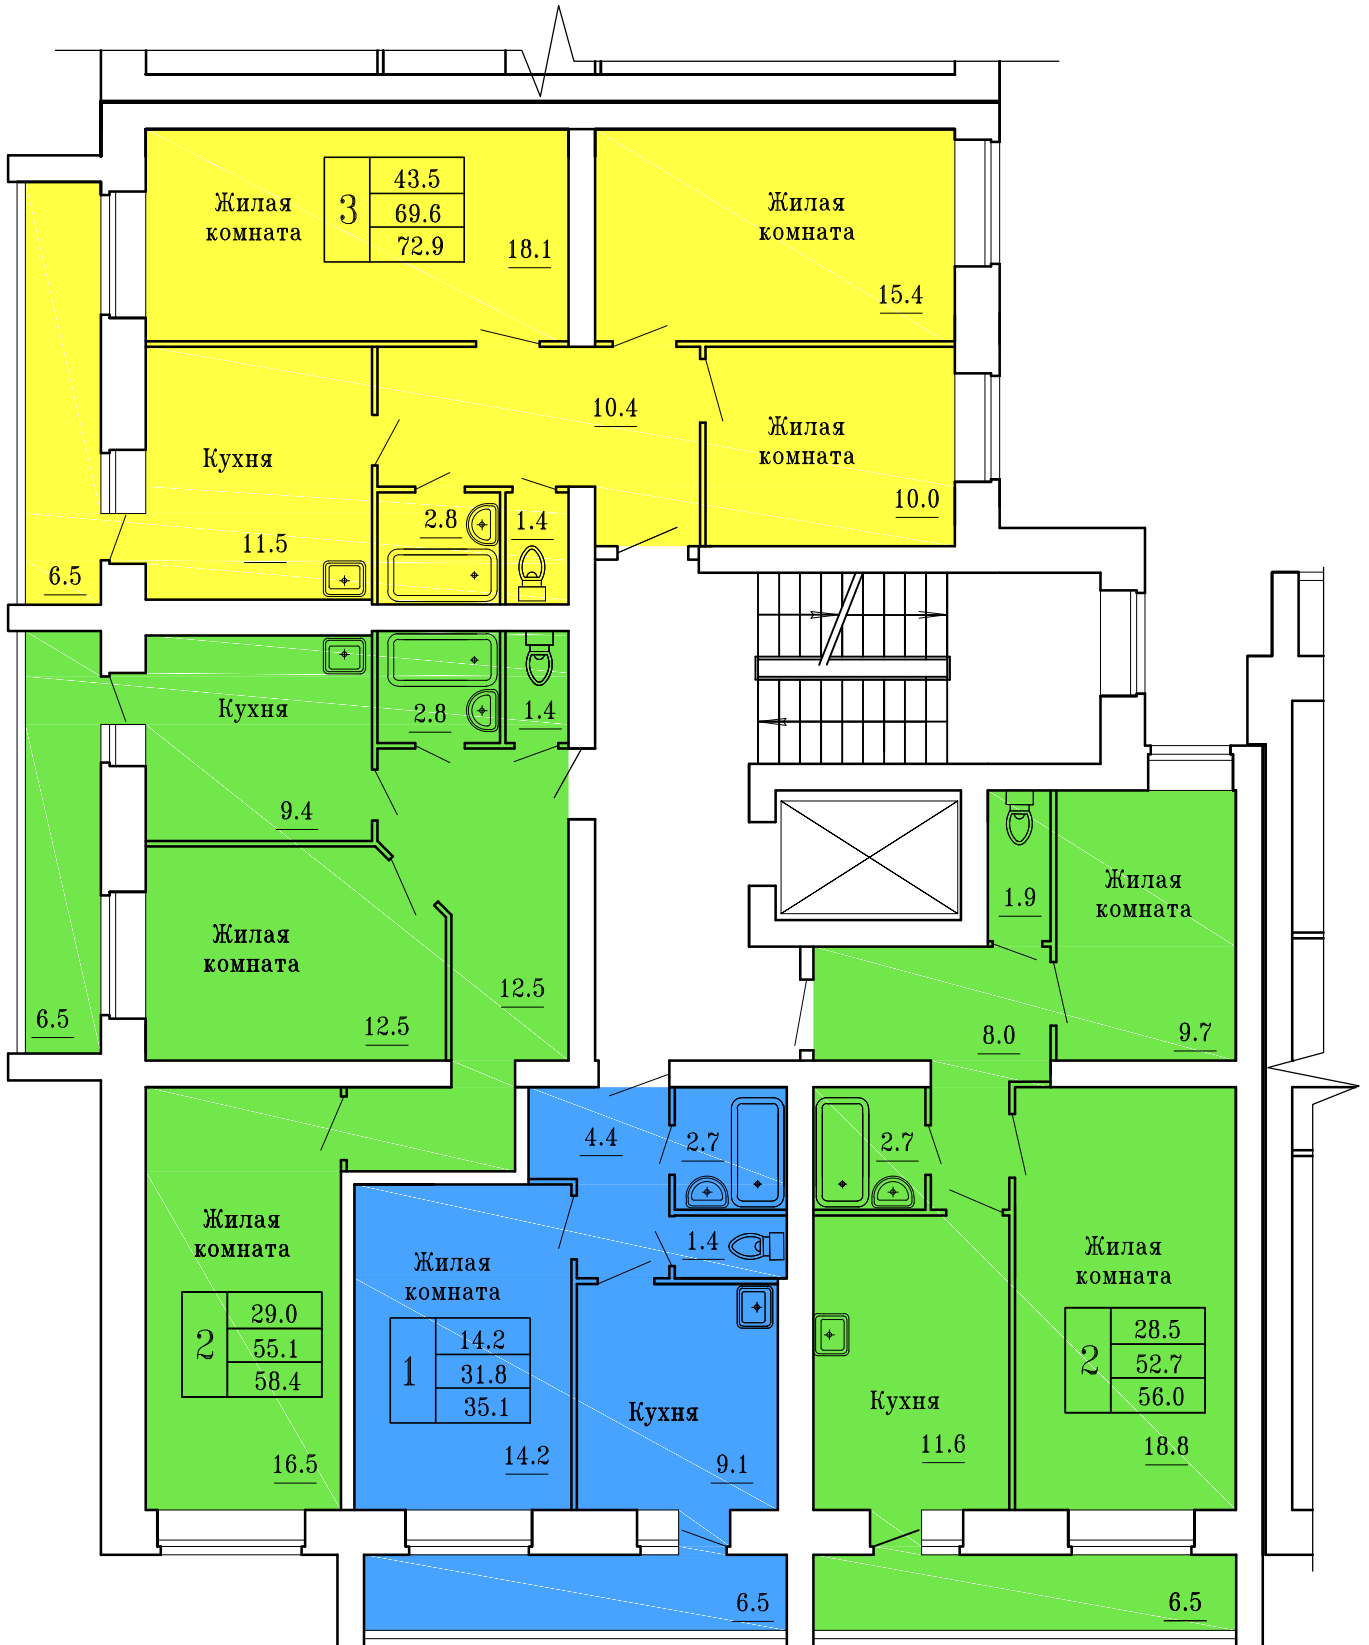 Жилая
комната
3
43.5
69.6
72.9
18.1
Жилая
комната
15.4
10.4
Жилая
комната
10.0
Кухня
11.5
2.8
1.4
6.5
Кухня
9.4
2.8
1.4
Жилая
комната
12.5
12.5
6.5
1.9
Жилая
комната
9.7
8.0
Жилая
комната
2
29.0
55.1
58.4
16.5
4.4
2.7
1.4
Жилая
комната
1
14.2
31.8
35.1
14.2
Кухня
9.1
6.5
2.7
Кухня
11.6
Жилая
комната
2
28.5
52.7
56.0
18.8
6.5